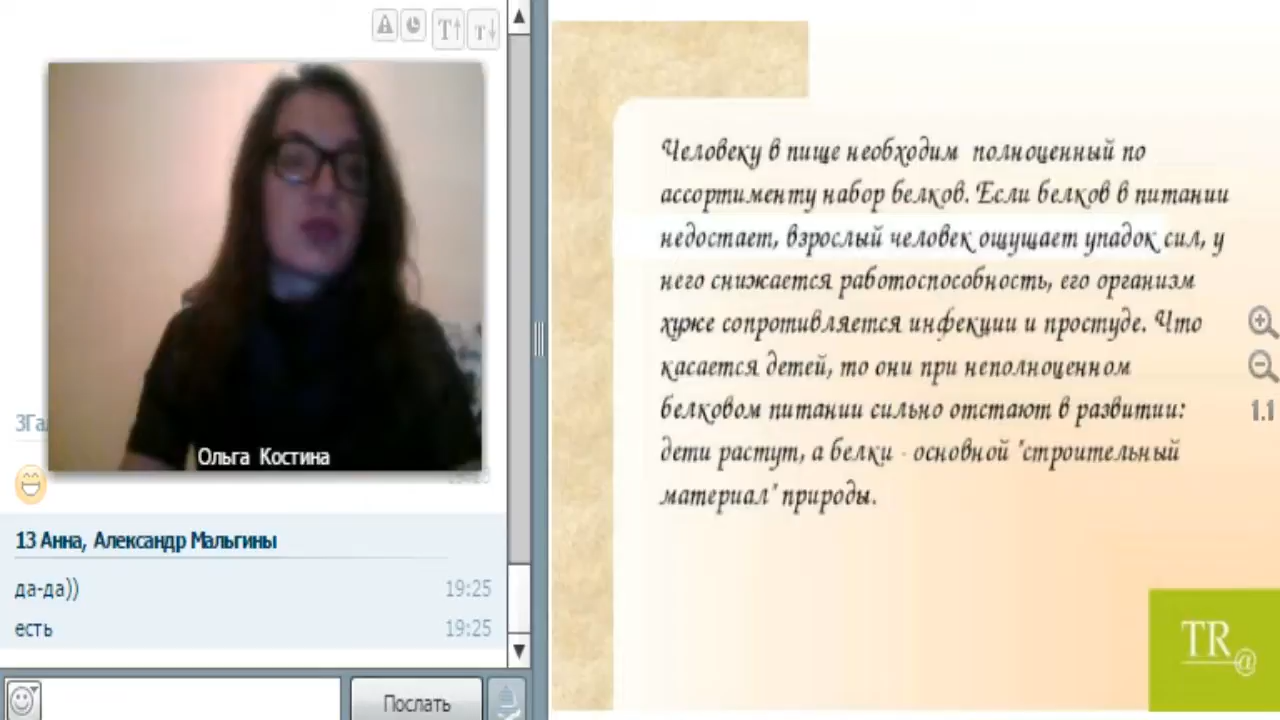 T↑ т↓
Ольга Костина
ЗГа
13 Анна, Александр Мальгины
да-да)) 19:25
есть 19:25
Послать
Человеку в пище необходим полноценный по
ассортименту набор белков. Если белков в питании
недостает, взрослый человек ощущает упадок сил, у
него снижается работоспособность, его организм
хуже сопротивляется инфекции и простуде. Что
касается детей, то они при неполноценном
белковом питании сильно отстают в развитии:
дети растут, а белки - основной "строительный
материал" природы.
1.1
TR@